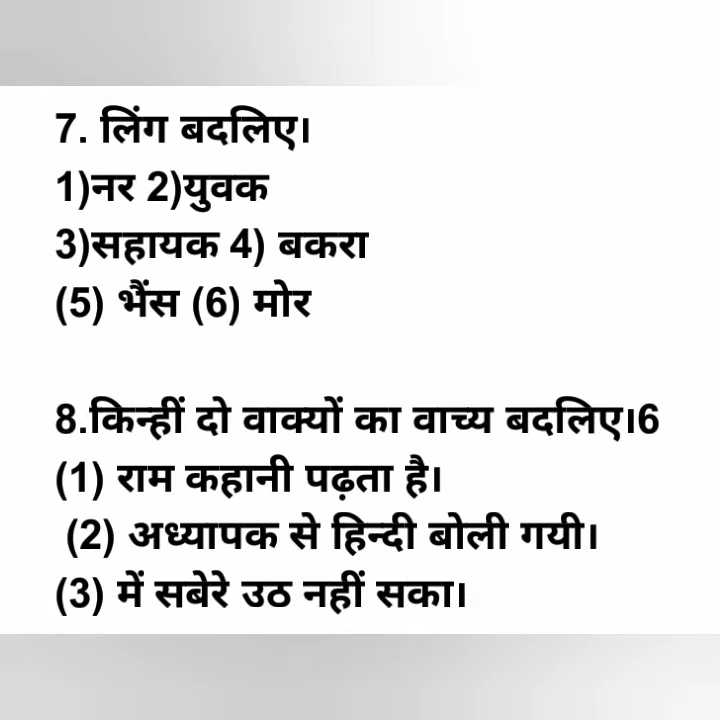 7. लिंग बदलिए।
1)नर 2)युवक
3)सहायक 4) बकरा
(5) भैंस (6) मोर
8.किन्हीं दो वाक्यों का वाच्य बदलिए।6
(1) राम कहानी पढ़ता है।
(2) अध्यापक से हिन्दी बोली गयी।
(3) में सबेरे उठ नहीं सका।